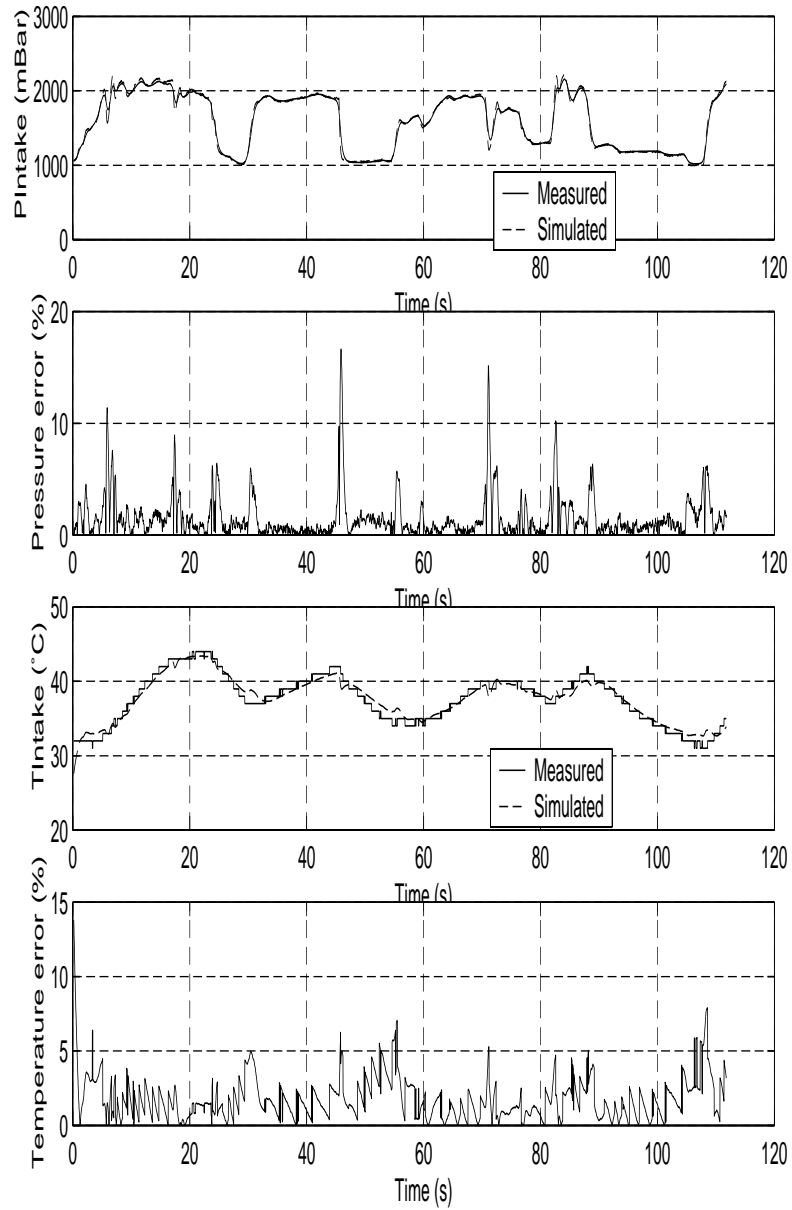 PIntake (mBar)
3000
2000
1000
0
Measured
Simulated
0 20 40 60 80 100 120
Time (s)
Pressure error (%)
20
10
0
0 20 40 60 80 100 120
Time (s)
TIntake (°C)
50
40
30
20
Measured
Simulated
0 20 40 60 80 100 120
Time (s)
Temperature error (%)
15
10
5
0
0 20 40 60 80 100 120
Time (s)